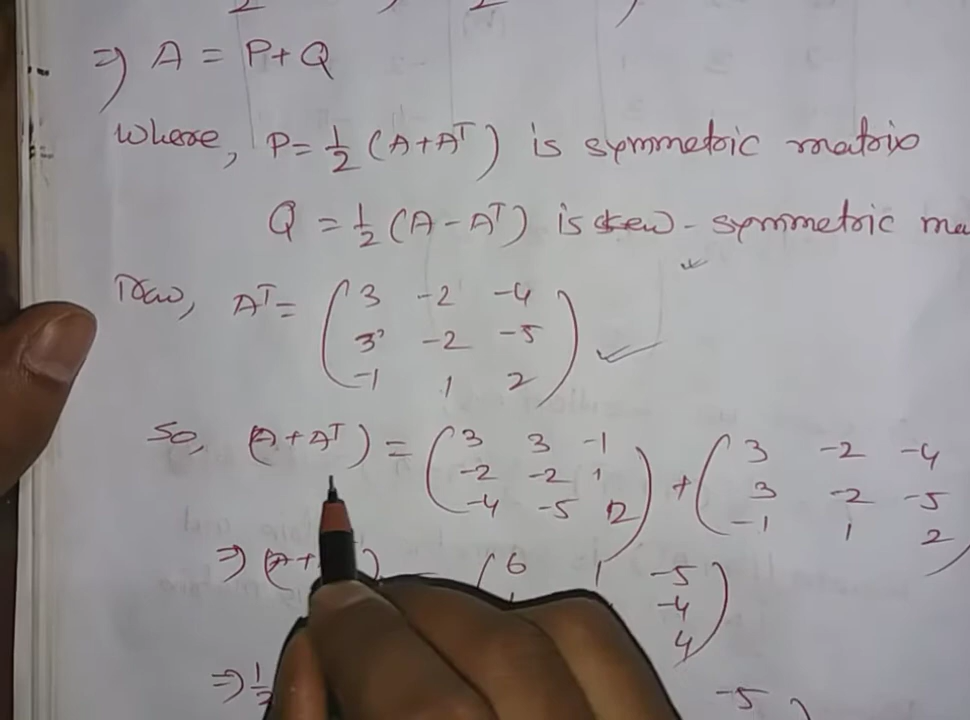 ⇒ A = P+Q
Where, P = 1/2 (A+Aᵀ) is symmetric matrix
Q = 1/2 (A - Aᵀ) is skew - symmetric
Now, Aᵀ = ( 3 -2 -4
3 -2 -5
-1 1 2 )
So, (A + Aᵀ) = ( 3 3 -1 + ( 3 -2 -4
-2 -2 1 3 -2 -5
-4 -5 2 ) -1 1 2 )
⇒ (A+ = ( 6 1 -5
-4
4 )
⇒ 1/2 -5